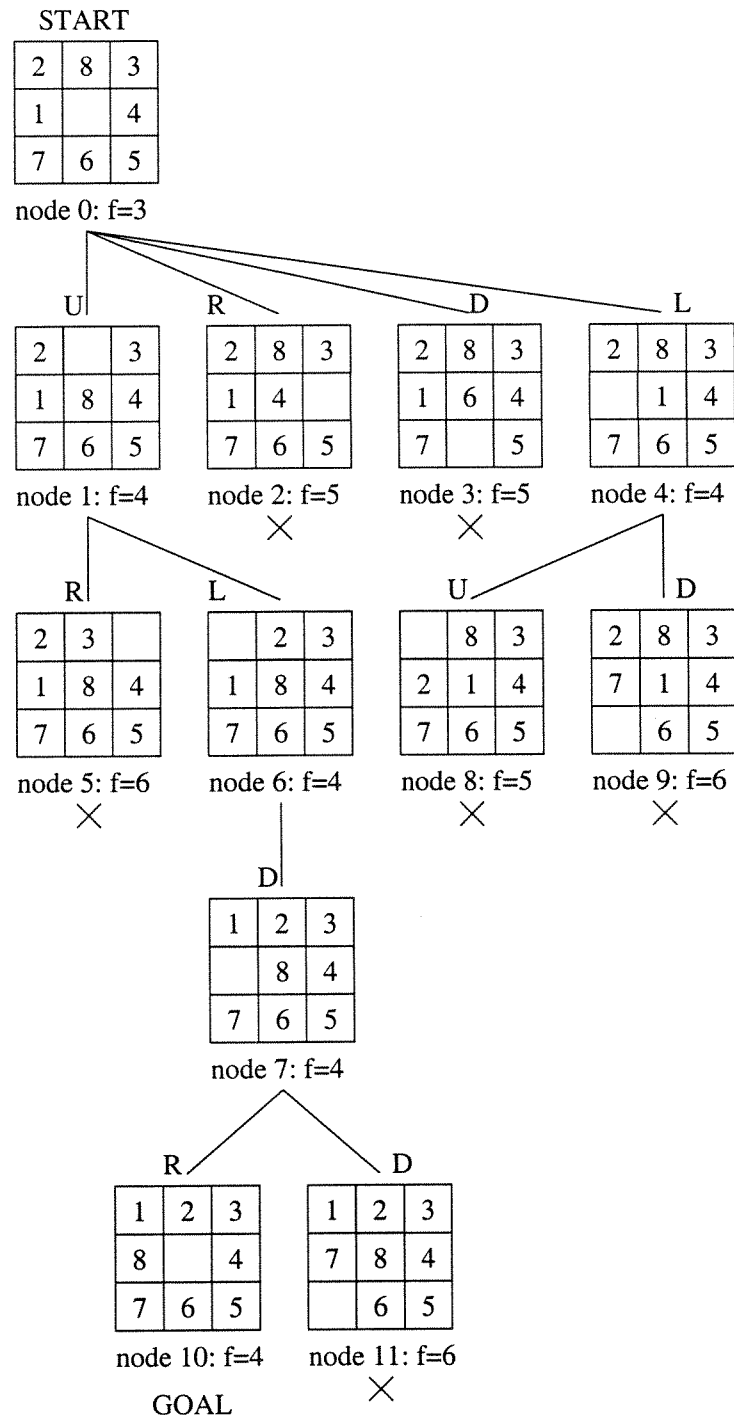 START
2 8 3
1 4
7 6 5
node 0: f=3
U R D L
2 3 2 8 3 2 8 3 2 8 3
1 8 4 1 4 1 6 4 1 4
7 6 5 7 6 5 7 5 7 6 5
node 1: f=4 node 2: f=5 node 3: f=5 node 4: f=4
R L U D
2 3 2 3 8 3 2 8 3
1 8 4 1 8 4 2 1 4 7 1 4
7 6 5 7 6 5 7 6 5 6 5
node 5: f=6 node 6: f=4 node 8: f=5 node 9: f=6
D
1 2 3
8 4
7 6 5
node 7: f=4
R D
1 2 3 1 2 3
8 4 7 8 4
7 6 5 6 5
node 10: f=4 node 11: f=6
GOAL